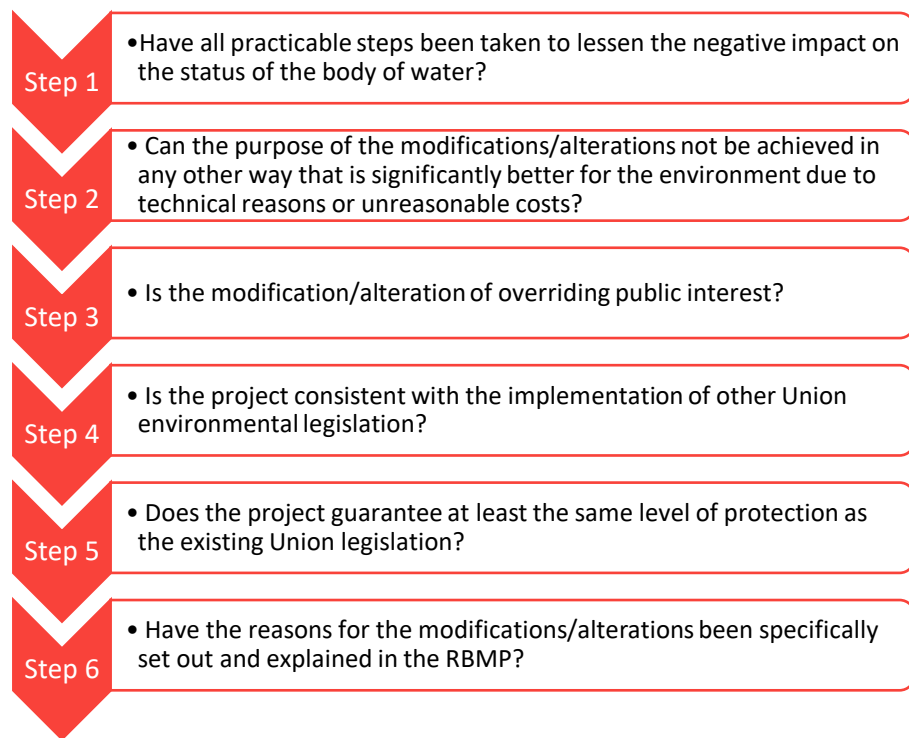 Step 1
•Have all practicable steps been taken to lessen the negative impact on
the status of the body of water?
Step 2
• Can the purpose of the modifications/alterations not be achieved in
any other way that is significantly better for the environment due to
technical reasons or unreasonable costs?
Step 3
• Is the modification/alteration of overriding public interest?
Step 4
• Is the project consistent with the implementation of other Union
environmental legislation?
Step 5
• Does the project guarantee at least the same level of protection as
the existing Union legislation?
Step 6
• Have the reasons for the modifications/alterations been specifically
set out and explained in the RBMP?